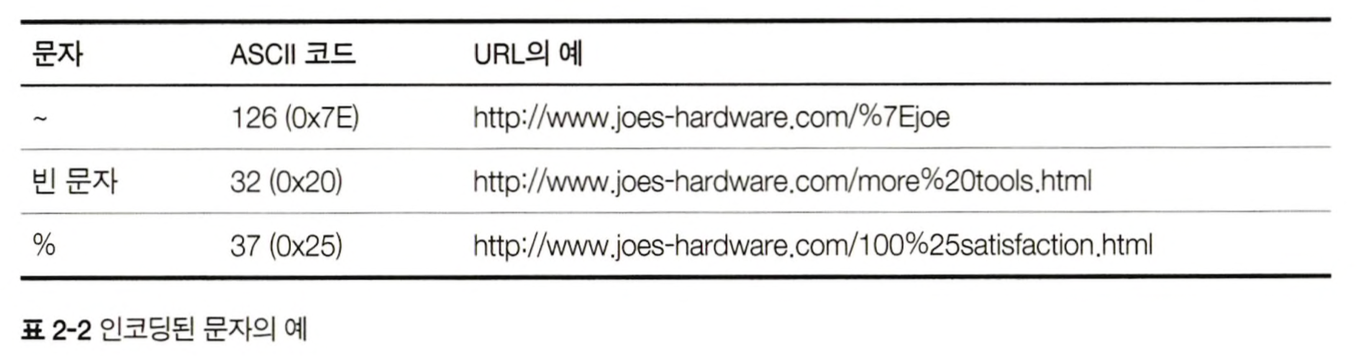 문자 ASCII 코드 URL의 예
~ 126 (0x7E) http://www.joes-hardware.com/%7Ejoe
빈 문자 32 (0x20) http://www.joes-hardware.com/more%20tools.html
% 37 (0x25) http://www.joes-hardware.com/100%25satisfaction.html
표 2-2 인코딩된 문자의 예